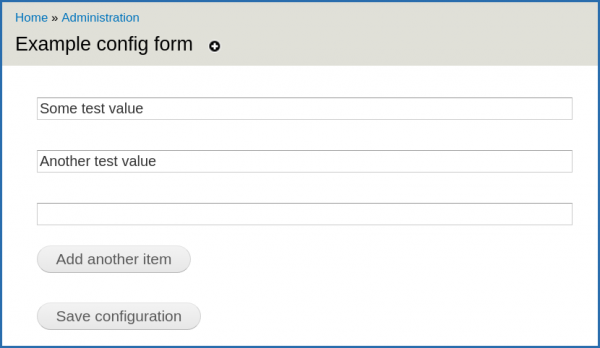 Home » Administration
Example config form
Some test value
Another test value
Add another item
Save configuration